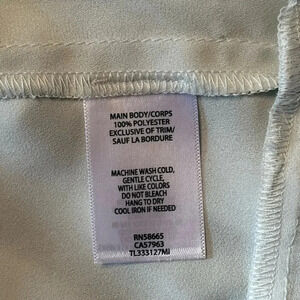 MAIN BODY/CORPS
100% POLYESTER
EXCLUSIVE OF TRIM/
SAUF LA BORDURE
MACHINE WASH COLD,
GENTLE CYCLE,
WITH LIKE COLORS
DO NOT BLEACH
HANG TO DRY
COOL IRON IF NEEDED
RN58665
CA57963
TL333127MJ